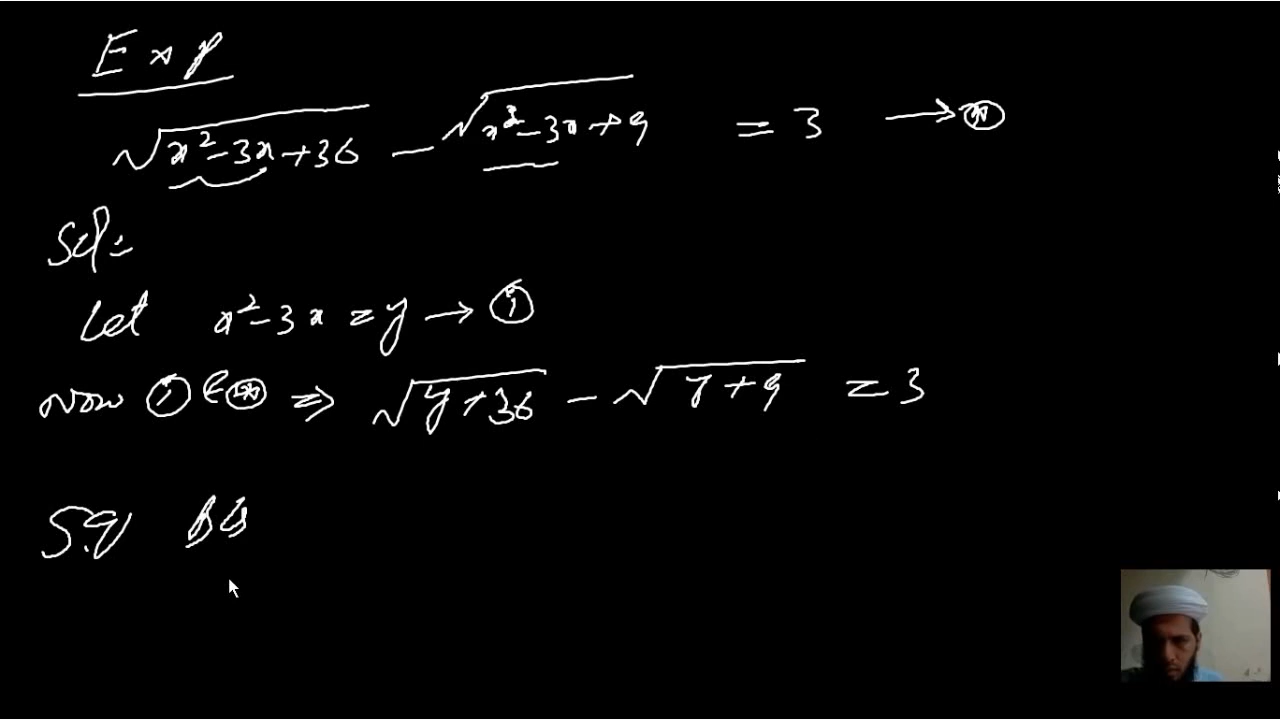 Exp
√(x²-3x+36) - √(x²-3x+9) = 3 → (*)
Sol:=
Let x²-3x = y → (i)
Now (i) & (*) ⇒ √(y+36) - √(y+9) = 3
S.q b/s